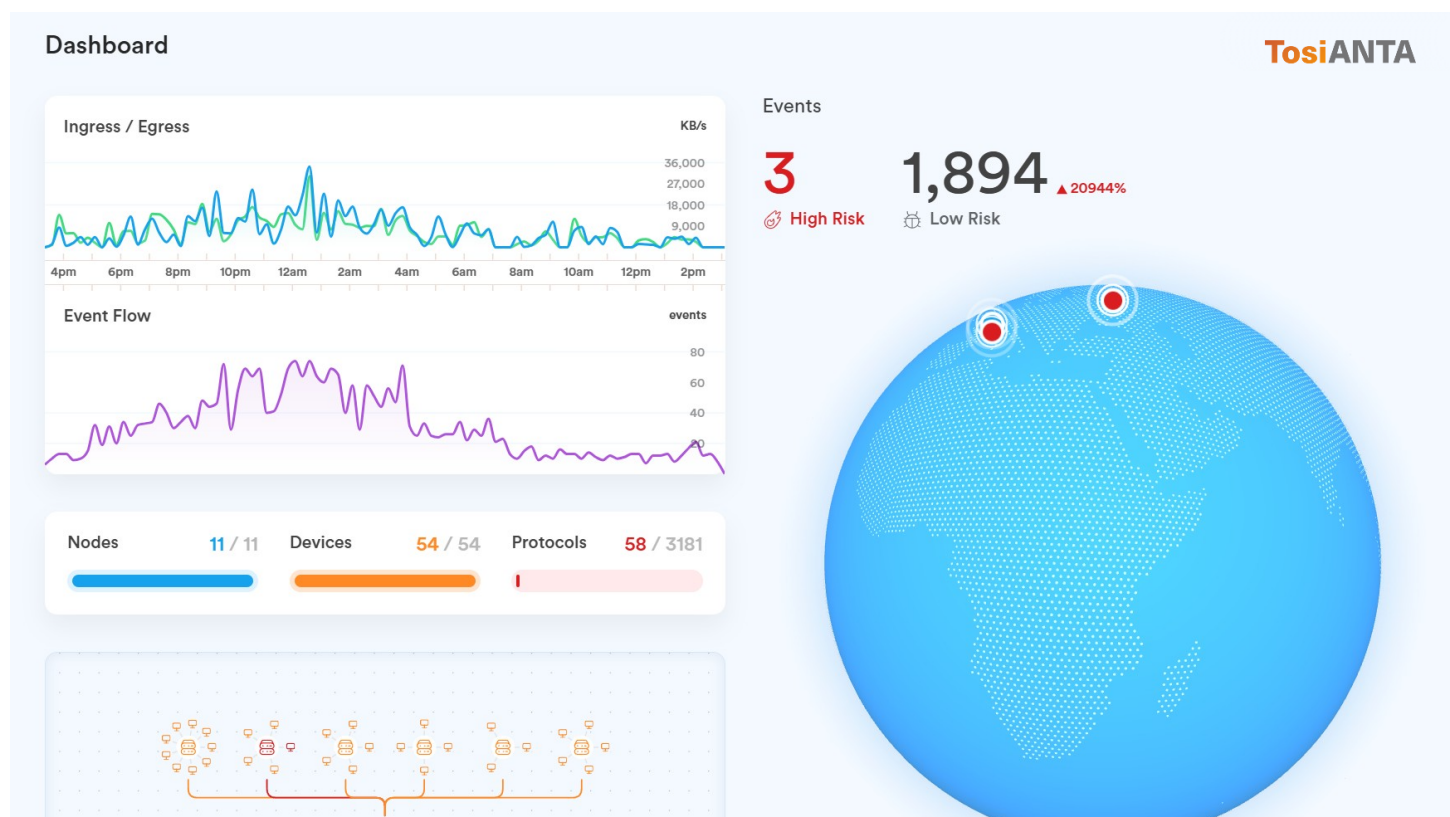 Dashboard
TosiANTA
Ingress / Egress
KB/s
36,000
27,000
18,000
9,000
4pm 6pm 8pm 10pm 12am 2am 4am 6am 8am 10am 12pm 2pm
Event Flow
events
80
60
40
20
Nodes 11 / 11
Devices 54 / 54
Protocols 58 / 3181
Events
3
High Risk
1,894 ▲ 20944%
Low Risk